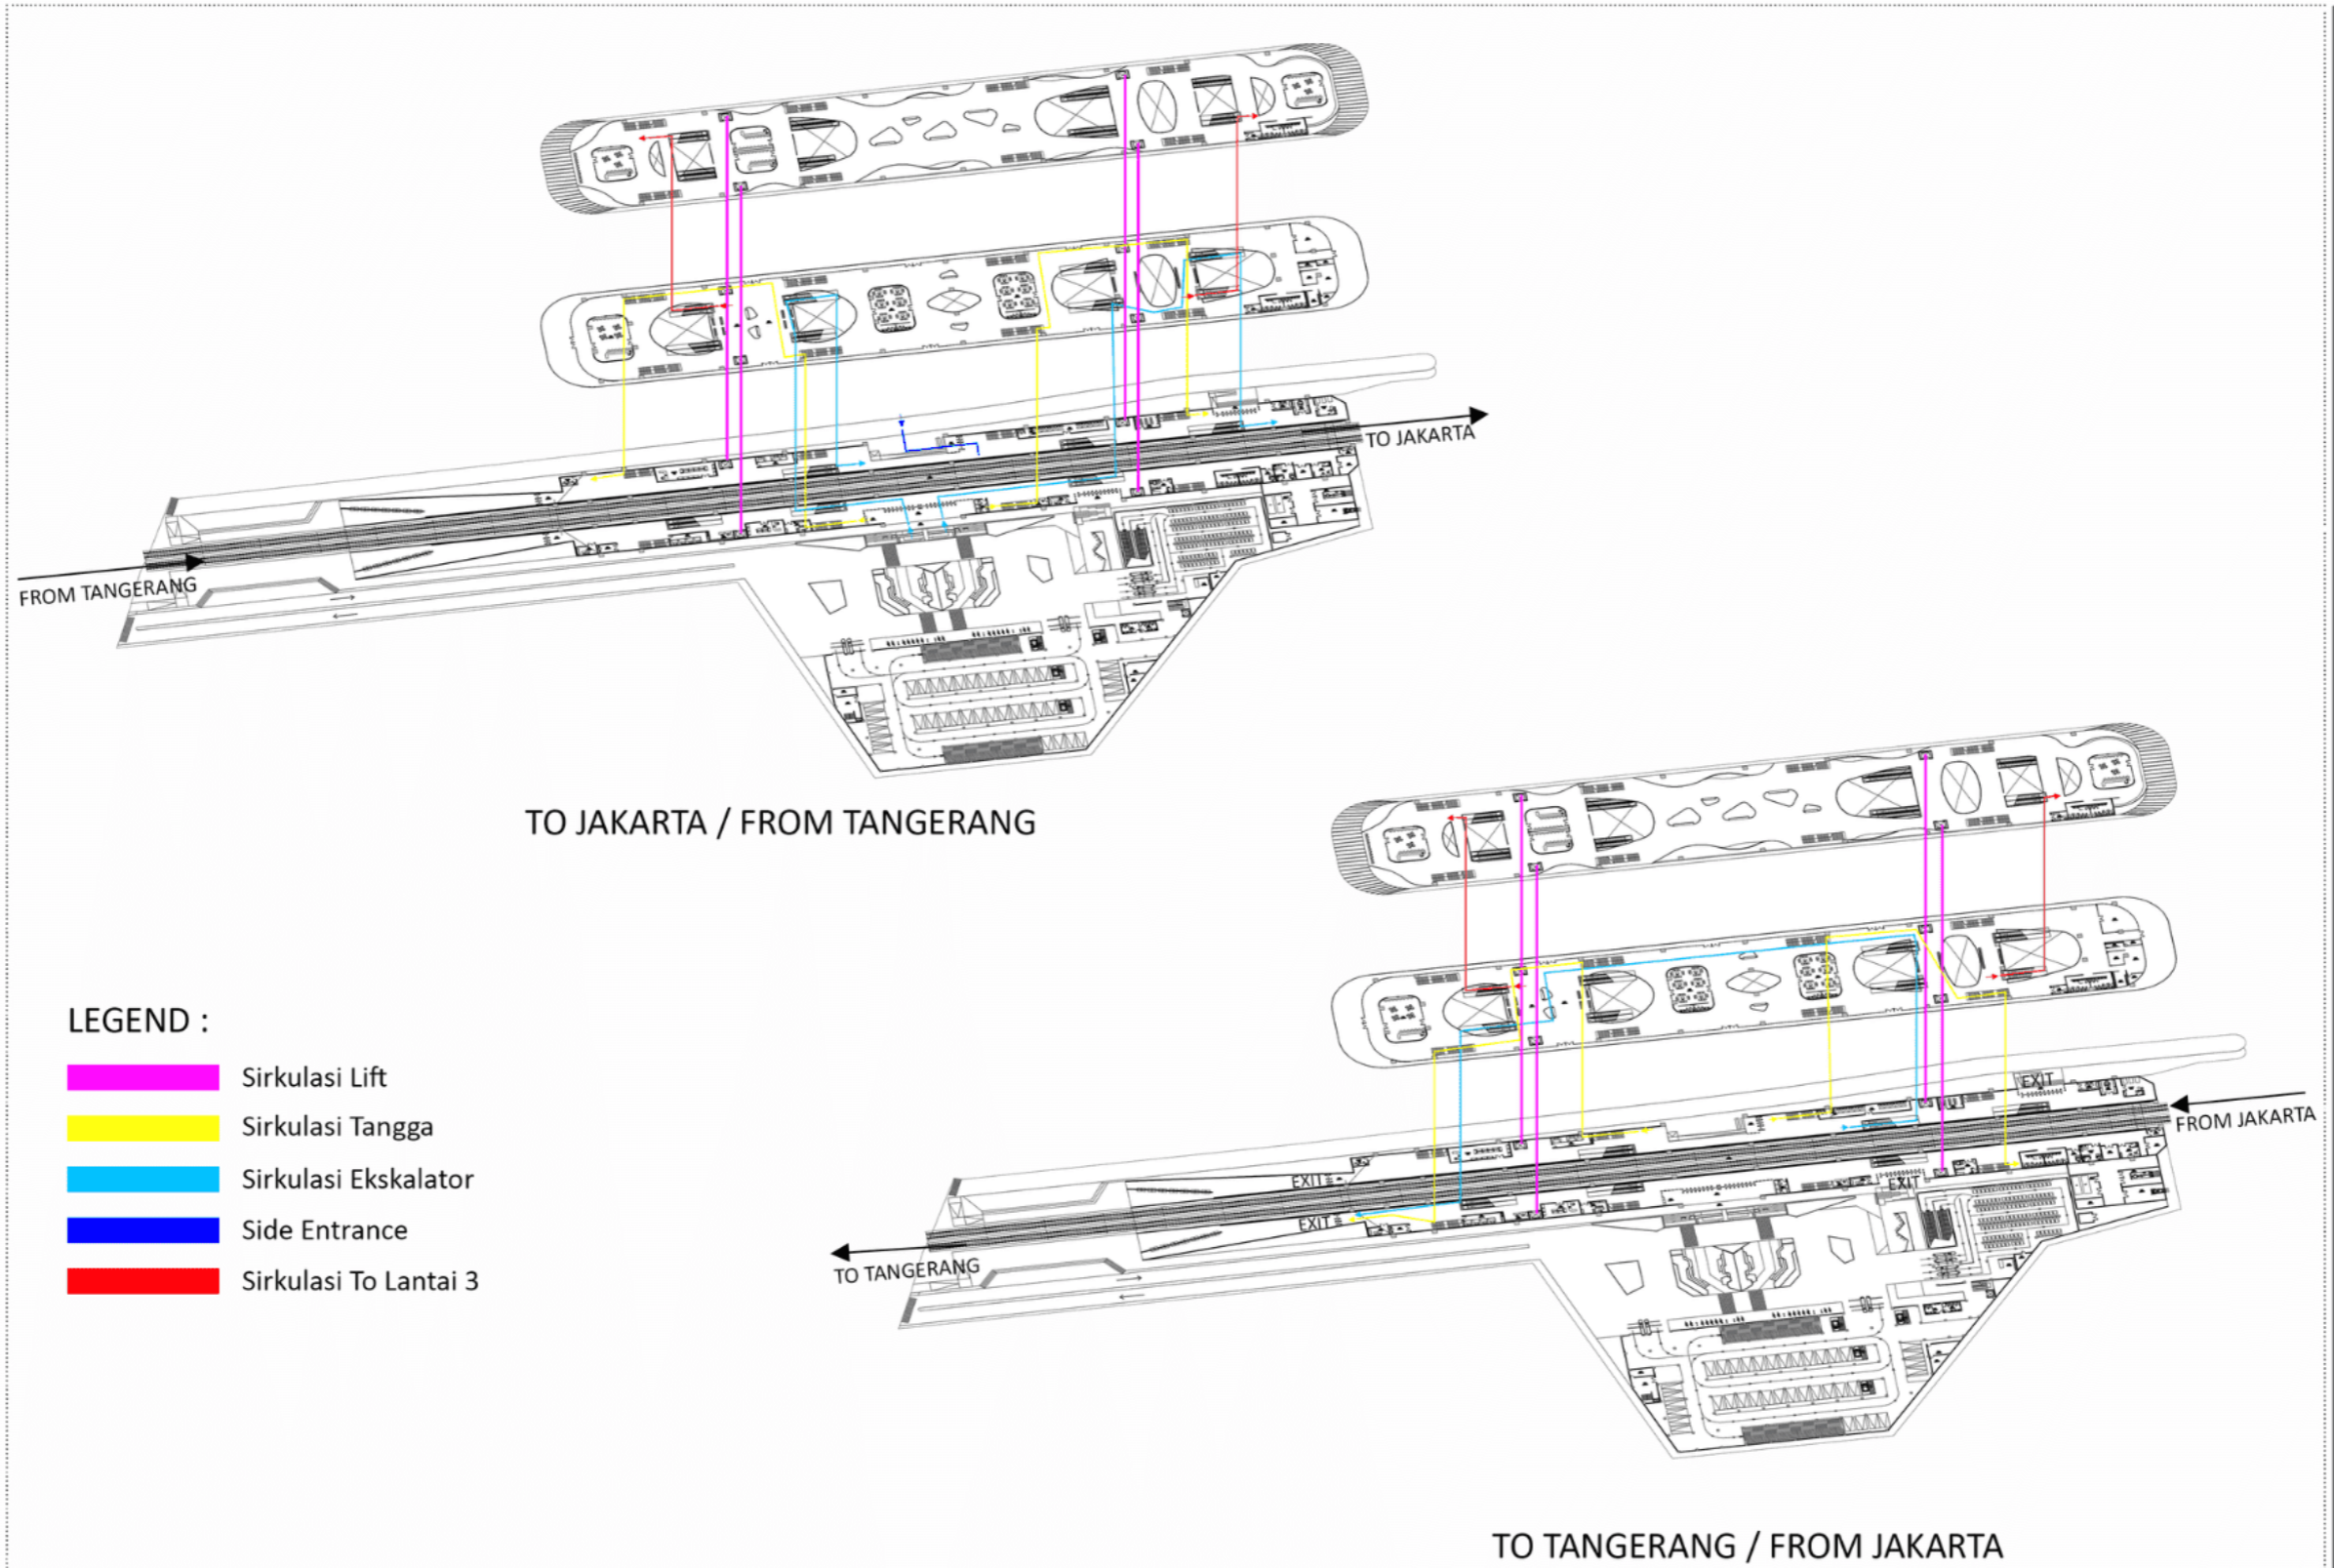 TO JAKARTA
FROM TANGERANG
TO JAKARTA / FROM TANGERANG
LEGEND :
Sirkulasi Lift
Sirkulasi Tangga
Sirkulasi Ekskalator
Side Entrance
Sirkulasi To Lantai 3
EXIT
FROM JAKARTA
EXIT
EXIT
EXIT
TO TANGERANG
TO TANGERANG / FROM JAKARTA